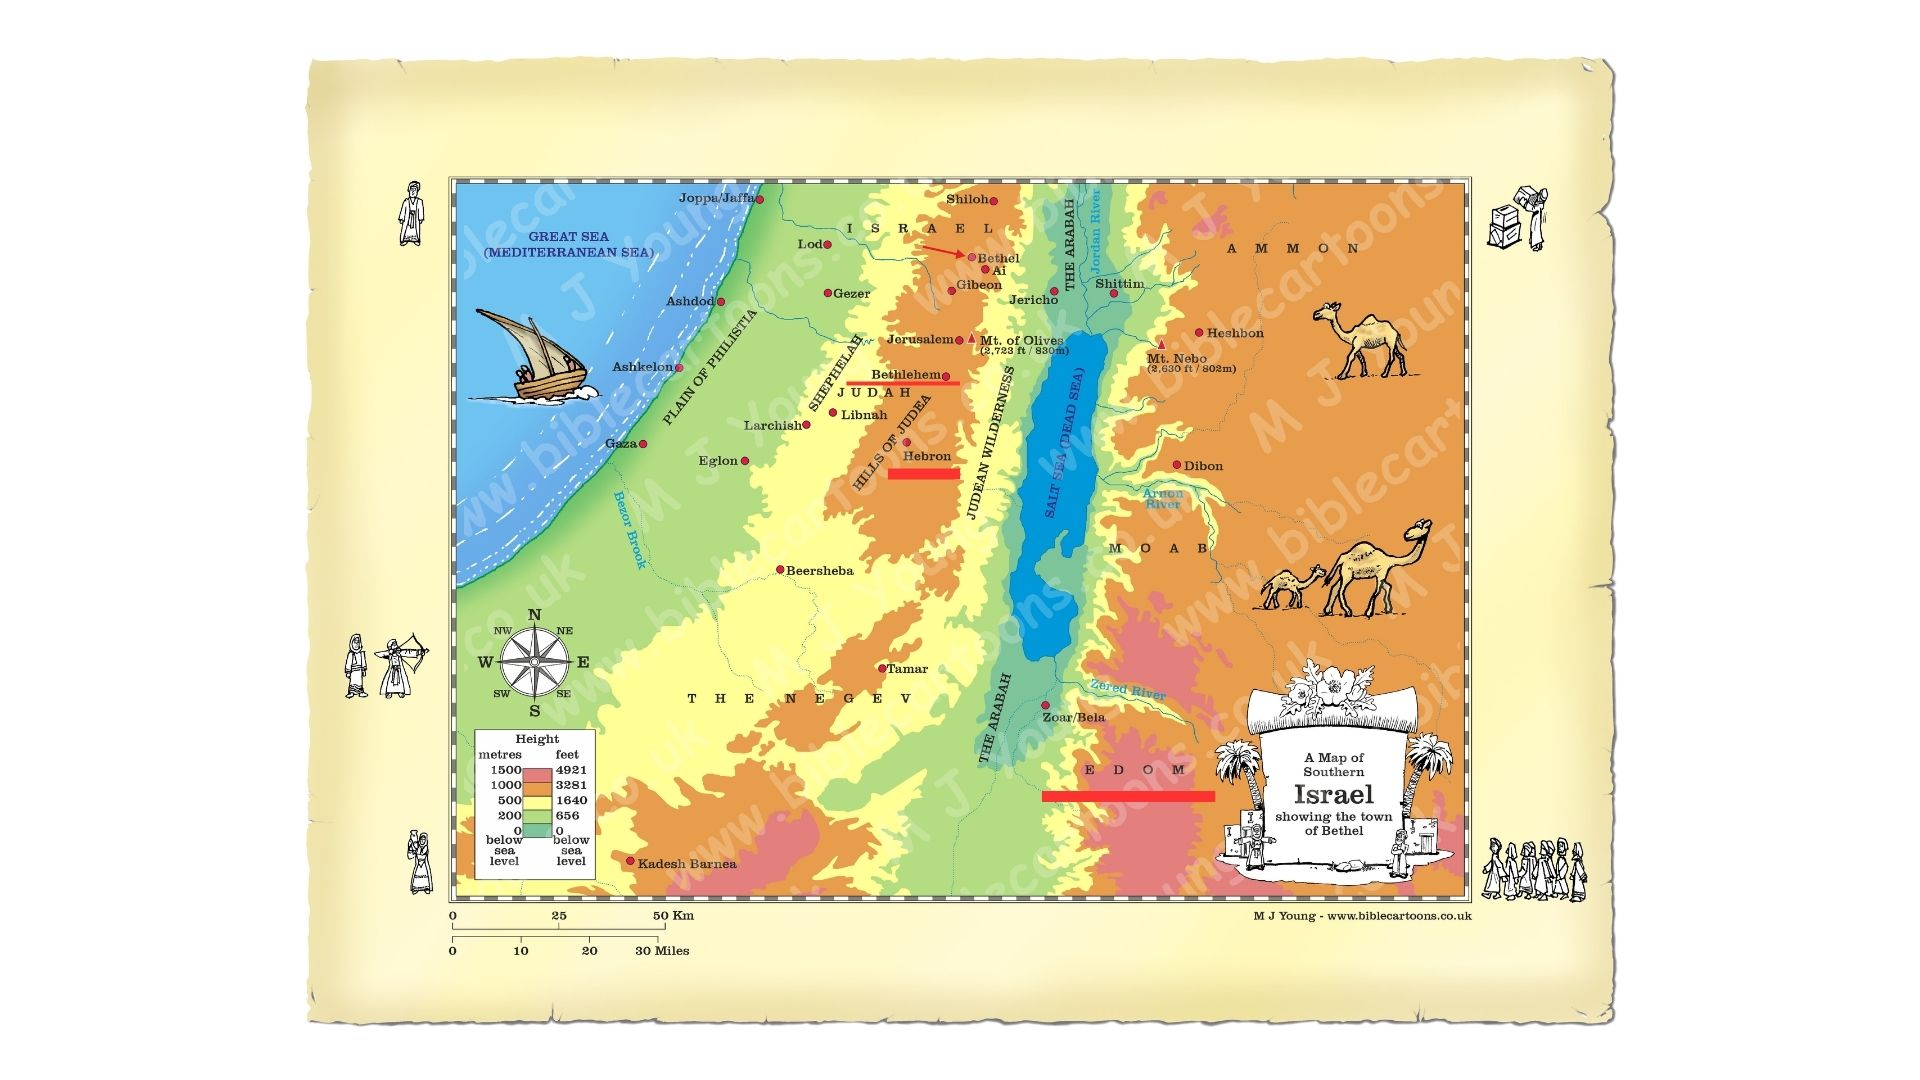 Joppa/Jaffa
Shiloh
GREAT SEA
(MEDITERRANEAN SEA)
I S R A E L
Lod
Bethel
Ai
THE ARABAH
Jordan River
A M M O N
Gibeon
Gezer
Ashdod
Jericho
Shittim
PLAIN OF PHILISTIA
Jerusalem
Mt. of Olives
(2,723 ft / 830m)
Heshbon
Mt. Nebo
(2,630 ft / 802m)
Ashkelon
SHEPHELAH
Bethlehem
J U D A H
Libnah
Larchish
HILLS OF JUDEA
JUDEAN WILDERNESS
SALT SEA (DEAD SEA)
Gaza
Eglon
Hebron
Dibon
Arnon
River
Bezor Brook
M O A B
Beersheba
N
NW
NE
W
E
SW
SE
S
Tamar
T H E N E G E V
THE ARABAH
Zered River
Zoar/Bela
E D O M
Kadesh Barnea
Height
metres feet
1500 4921
1000 3281
500 1640
200 656
0 0
below below
sea sea
level level
A Map of
Southern
Israel
showing the town
of Bethel
0 25 50 Km
0 10 20 30 Miles
M J Young - www.biblecartoons.co.uk
M J Young www.biblecartoons.co.uk